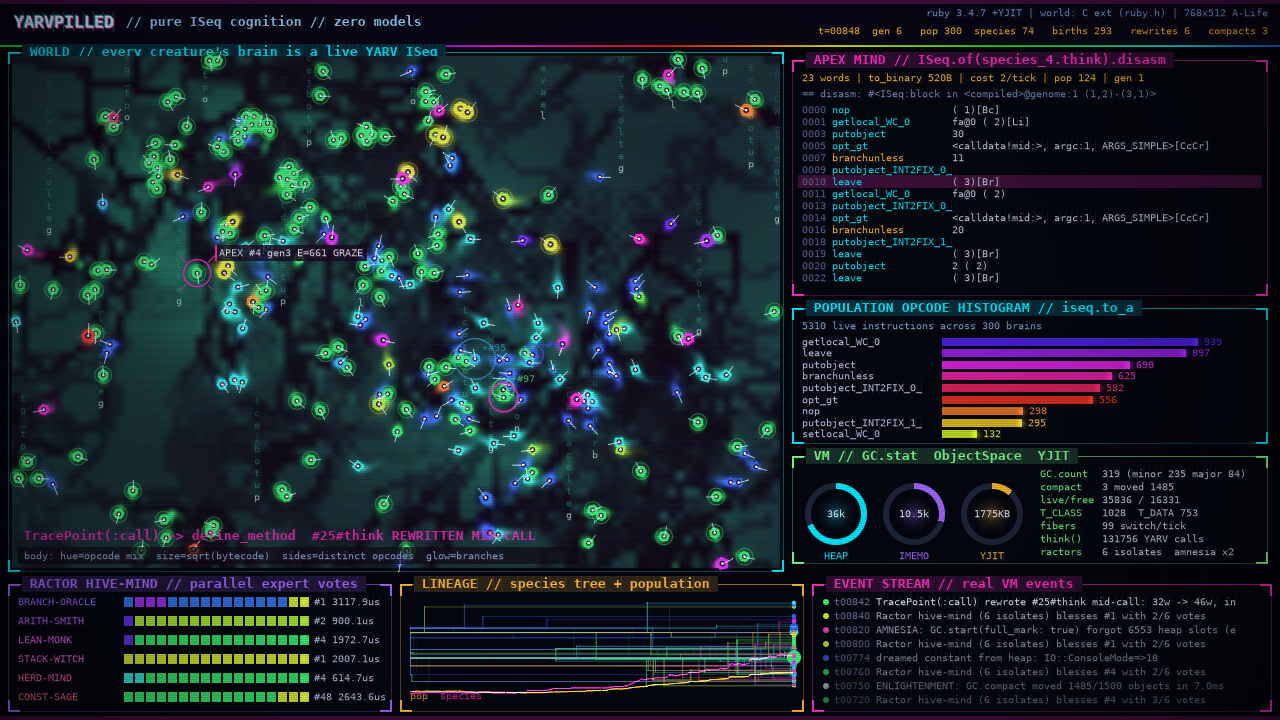 YARVPILLED // pure ISeq cognition // zero models
ruby 3.4.7 +YJIT | world: C ext (ruby.h) | 768x512 A-Life
t=00848 gen 6 pop 300 species 74 births 293 rewrites 6 compacts 3
WORLD // every creature's brain is a live YARV ISeq
APEX #4 gen3 E=661 GRAZE
#97
TracePoint(:call) -> define_method #25#think REWRITTEN MID-CALL
body: hue=opcode mix size=sqrt(bytecode) sides=distinct opcodes glow=branches
APEX MIND // ISeq.of(species_4.think).disasm
23 words | to_binary 520B | cost 2/tick | pop 124 | gen 1
== disasm: #<ISeq:block in <compiled>@genome:1 (1,2)-(3,1)>
0000 nop ( 1)[Bc]
0001 getlocal_WC_0 fa@0 ( 2)[Li]
0003 putobject 30
0005 opt_gt <calldata!mid:>, argc:1, ARGS_SIMPLE>[CcCr]
0007 branchunless 11
0009 putobject_INT2FIX_0_
0010 leave ( 3)[Br]
0011 getlocal_WC_0 fa@0 ( 2)
0013 putobject_INT2FIX_0_
0014 opt_gt <calldata!mid:>, argc:1, ARGS_SIMPLE>[CcCr]
0016 branchunless 20
0018 putobject_INT2FIX_1_
0019 leave ( 3)[Br]
0020 putobject 2 ( 2)
0022 leave ( 3)[Br]
POPULATION OPCODE HISTOGRAM // iseq.to_a
5310 live instructions across 300 brains
getlocal_WC_0 939
leave 897
putobject 690
branchunless 625
putobject_INT2FIX_0_ 582
opt_gt 556
nop 298
putobject_INT2FIX_1_ 295
setlocal_WC_0 132
VM // GC.stat ObjectSpace YJIT
36k
HEAP
10.5k
IMEMO
1775KB
YJIT
GC.count 319 (minor 235 major 84)
compact 3 moved 1485
live/free 35836 / 16331
T_CLASS 1028 T_DATA 753
fibers 99 switch/tick
think() 131756 YARV calls
ractors 6 isolates amnesia x2
RACTOR HIVE-MIND // parallel expert votes
BRANCH-ORACLE #1 3117.9us
ARITH-SMITH #2 900.1us
LEAN-MONK #4 1972.7us
STACK-WITCH #1 2007.1us
HERD-MIND #4 614.7us
CONST-SAGE #48 2643.6us
LINEAGE // species tree + population
pop species
EVENT STREAM // real VM events
t00842 TracePoint(:call) rewrote #25#think mid-call: 32w -> 46w, in
t00840 Ractor hive-mind (6 isolates) blesses #1 with 2/6 votes
t00820 AMNESIA: GC.start(full_mark: true) forgot 6553 heap slots (e
t00800 Ractor hive-mind (6 isolates) blesses #1 with 2/6 votes
t00774 dreamed constant from heap: IO::ConsoleMode=>18
t00760 Ractor hive-mind (6 isolates) blesses #4 with 2/6 votes
t00750 ENLIGHTENMENT: GC.compact moved 1485/1500 objects in 7.0ms
t00720 Ractor hive-mind (6 isolates) blesses #4 with 3/6 votes